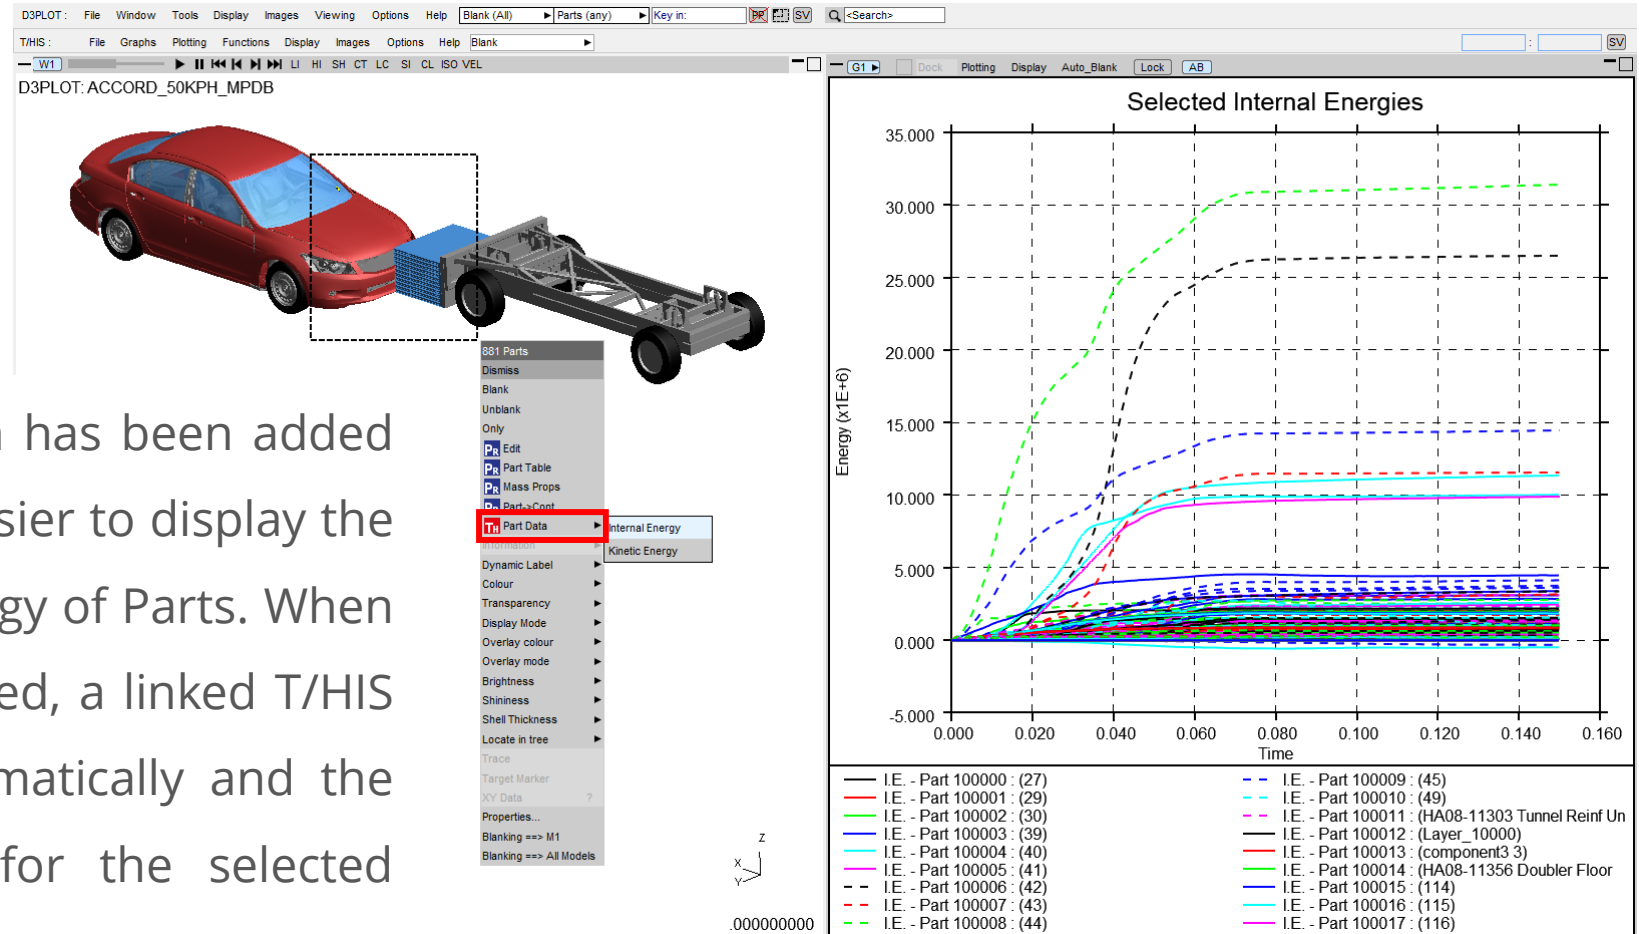 D3PLOT : File Window Tools Display Images Viewing Options Help Blank (All) Parts (any) Key in: PP SV <Search>
T/HIS : File Graphs Plotting Functions Display Images Options Help Blank : SV
W1 LI HI SH CT LC SI CL ISO VEL
D3PLOT: ACCORD_50KPH_MPDB
has been added
sier to display the
gy of Parts. When
ed, a linked T/HIS
matically and the
for the selected
881 Parts
Dismiss
Blank
Unblank
Only
PR Edit
PR Part Table
PR Mass Props
PR Part->Cont
TH Part Data
Internal Energy
Kinetic Energy
Information
Dynamic Label
Colour
Transparency
Display Mode
Overlay colour
Overlay mode
Brightness
Shininess
Shell Thickness
Locate in tree
Trace
Target Marker
XY Data ?
Properties...
Blanking ==> M1
Blanking ==> All Models
Z
X
Y
.000000000
G1 Dock Plotting Display Auto_Blank Lock AB
Selected Internal Energies
Energy (x1E+6)
35.000
30.000
25.000
20.000
15.000
10.000
5.000
0.000
-5.000
0.000 0.020 0.040 0.060 0.080 0.100 0.120 0.140 0.160
Time
I.E. - Part 100000 : (27)
I.E. - Part 100001 : (29)
I.E. - Part 100002 : (30)
I.E. - Part 100003 : (39)
I.E. - Part 100004 : (40)
I.E. - Part 100005 : (41)
I.E. - Part 100006 : (42)
I.E. - Part 100007 : (43)
I.E. - Part 100008 : (44)
I.E. - Part 100009 : (45)
I.E. - Part 100010 : (49)
I.E. - Part 100011 : (HA08-11303 Tunnel Reinf Un
I.E. - Part 100012 : (Layer_10000)
I.E. - Part 100013 : (component3 3)
I.E. - Part 100014 : (HA08-11356 Doubler Floor
I.E. - Part 100015 : (114)
I.E. - Part 100016 : (115)
I.E. - Part 100017 : (116)